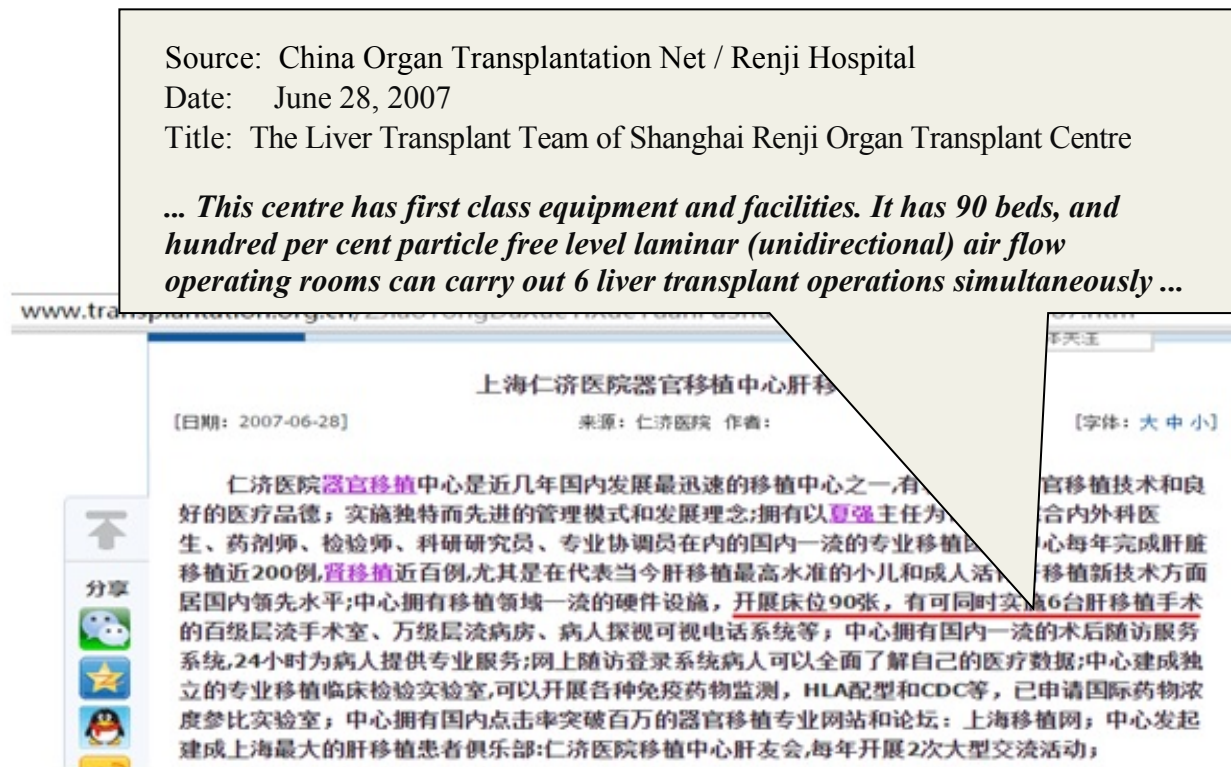 Source: China Organ Transplantation Net / Renji Hospital
Date: June 28, 2007
Title: The Liver Transplant Team of Shanghai Renji Organ Transplant Centre
... This centre has first class equipment and facilities. It has 90 beds, and
hundred per cent particle free level laminar (unidirectional) air flow
operating rooms can carry out 6 liver transplant operations simultaneously ...
上海仁济医院器官移植中心肝移
[日期：2007-06-28] 来源：仁济医院 作者： [字体：大 中 小]
仁济医院器官移植中心是近几年国内发展最迅速的移植中心之一,有 官移植技术和良
好的医疗品德；实施独特而先进的管理模式和发展理念;拥有以夏强主任为 合内外科医
生、药剂师、检验师、科研研究员、专业协调员在内的国内一流的专业移植 心每年完成肝脏
移植近200例,肾移植近百例,尤其是在代表当今肝移植最高水准的小儿和成人活 移植新技术方面
居国内领先水平;中心拥有移植领域一流的硬件设施，开展床位90张，有可同时实施6台肝移植手术
的百级层流手术室、万级层流病房、病人探视可视电话系统等；中心拥有国内一流的术后随访服务
系统,24小时为病人提供专业服务;网上随访登录系统病人可以全面了解自己的医疗数据;中心建成独
立的专业移植临床检验实验室,可以开展各种免疫药物监测，HLA配型和CDC等，已申请国际药物浓
度参比实验室；中心拥有国内点击率突破百万的器官移植专业网站和论坛：上海移植网；中心发起
建成上海最大的肝移植患者俱乐部:仁济医院移植中心肝友会,每年开展2次大型交流活动；
分享